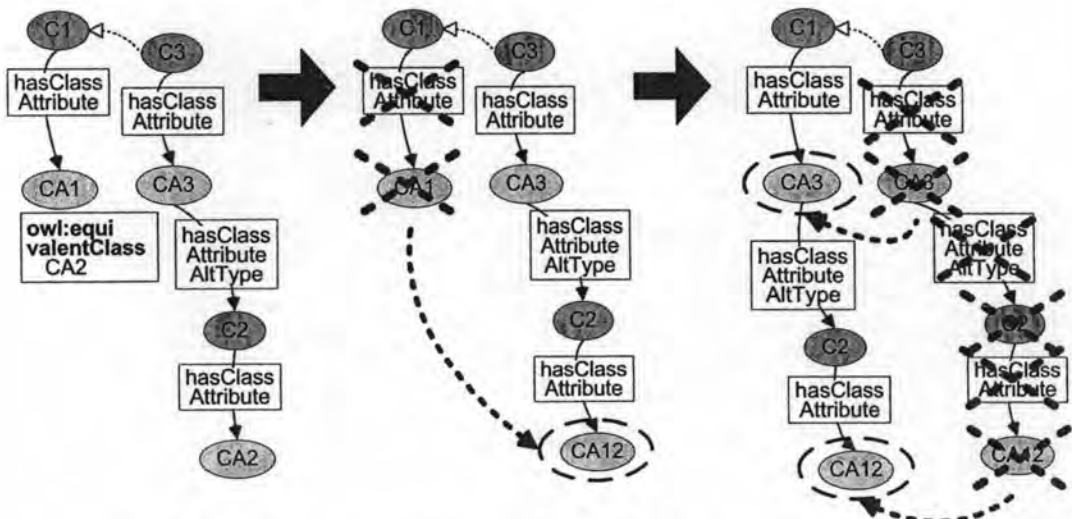 C1
C3
hasClass
Attribute
hasClass
Attribute
CA1
CA3
owl:equi
valentClass
CA2
hasClass
Attribute
AltType
C2
hasClass
Attribute
CA2
C1
C3
hasClass
Attribute
hasClass
Attribute
CA1
CA3
hasClass
Attribute
AltType
C2
hasClass
Attribute
CA12
C1
C3
hasClass
Attribute
hasClass
Attribute
CA3
CA3
hasClass
Attribute
AltType
hasClass
Attribute
AltType
C2
C2
hasClass
Attribute
hasClass
Attribute
CA12
CA12